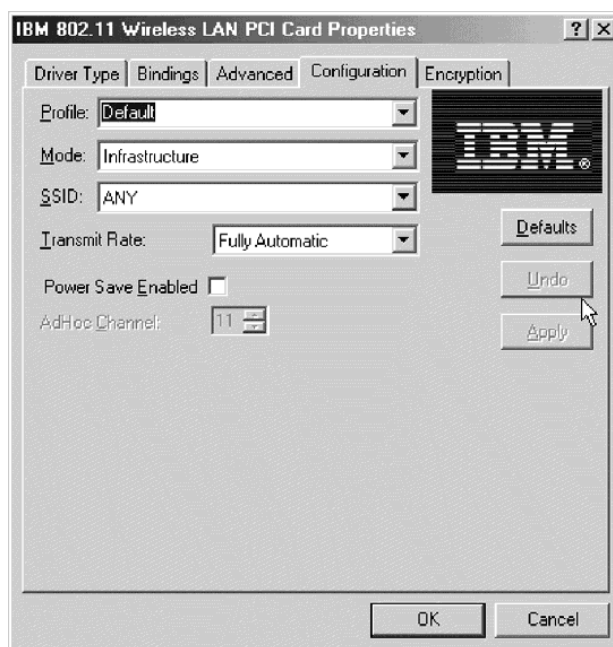 IBM 802.11 Wireless LAN PCI Card Properties ? X
Driver Type Bindings Advanced Configuration Encryption
Profile: Default
Mode: Infrastructure
SSID: ANY
Transmit Rate: Fully Automatic
Power Save Enabled
AdHoc Channel: 11
IBM®
Defaults
Undo
Apply
OK Cancel